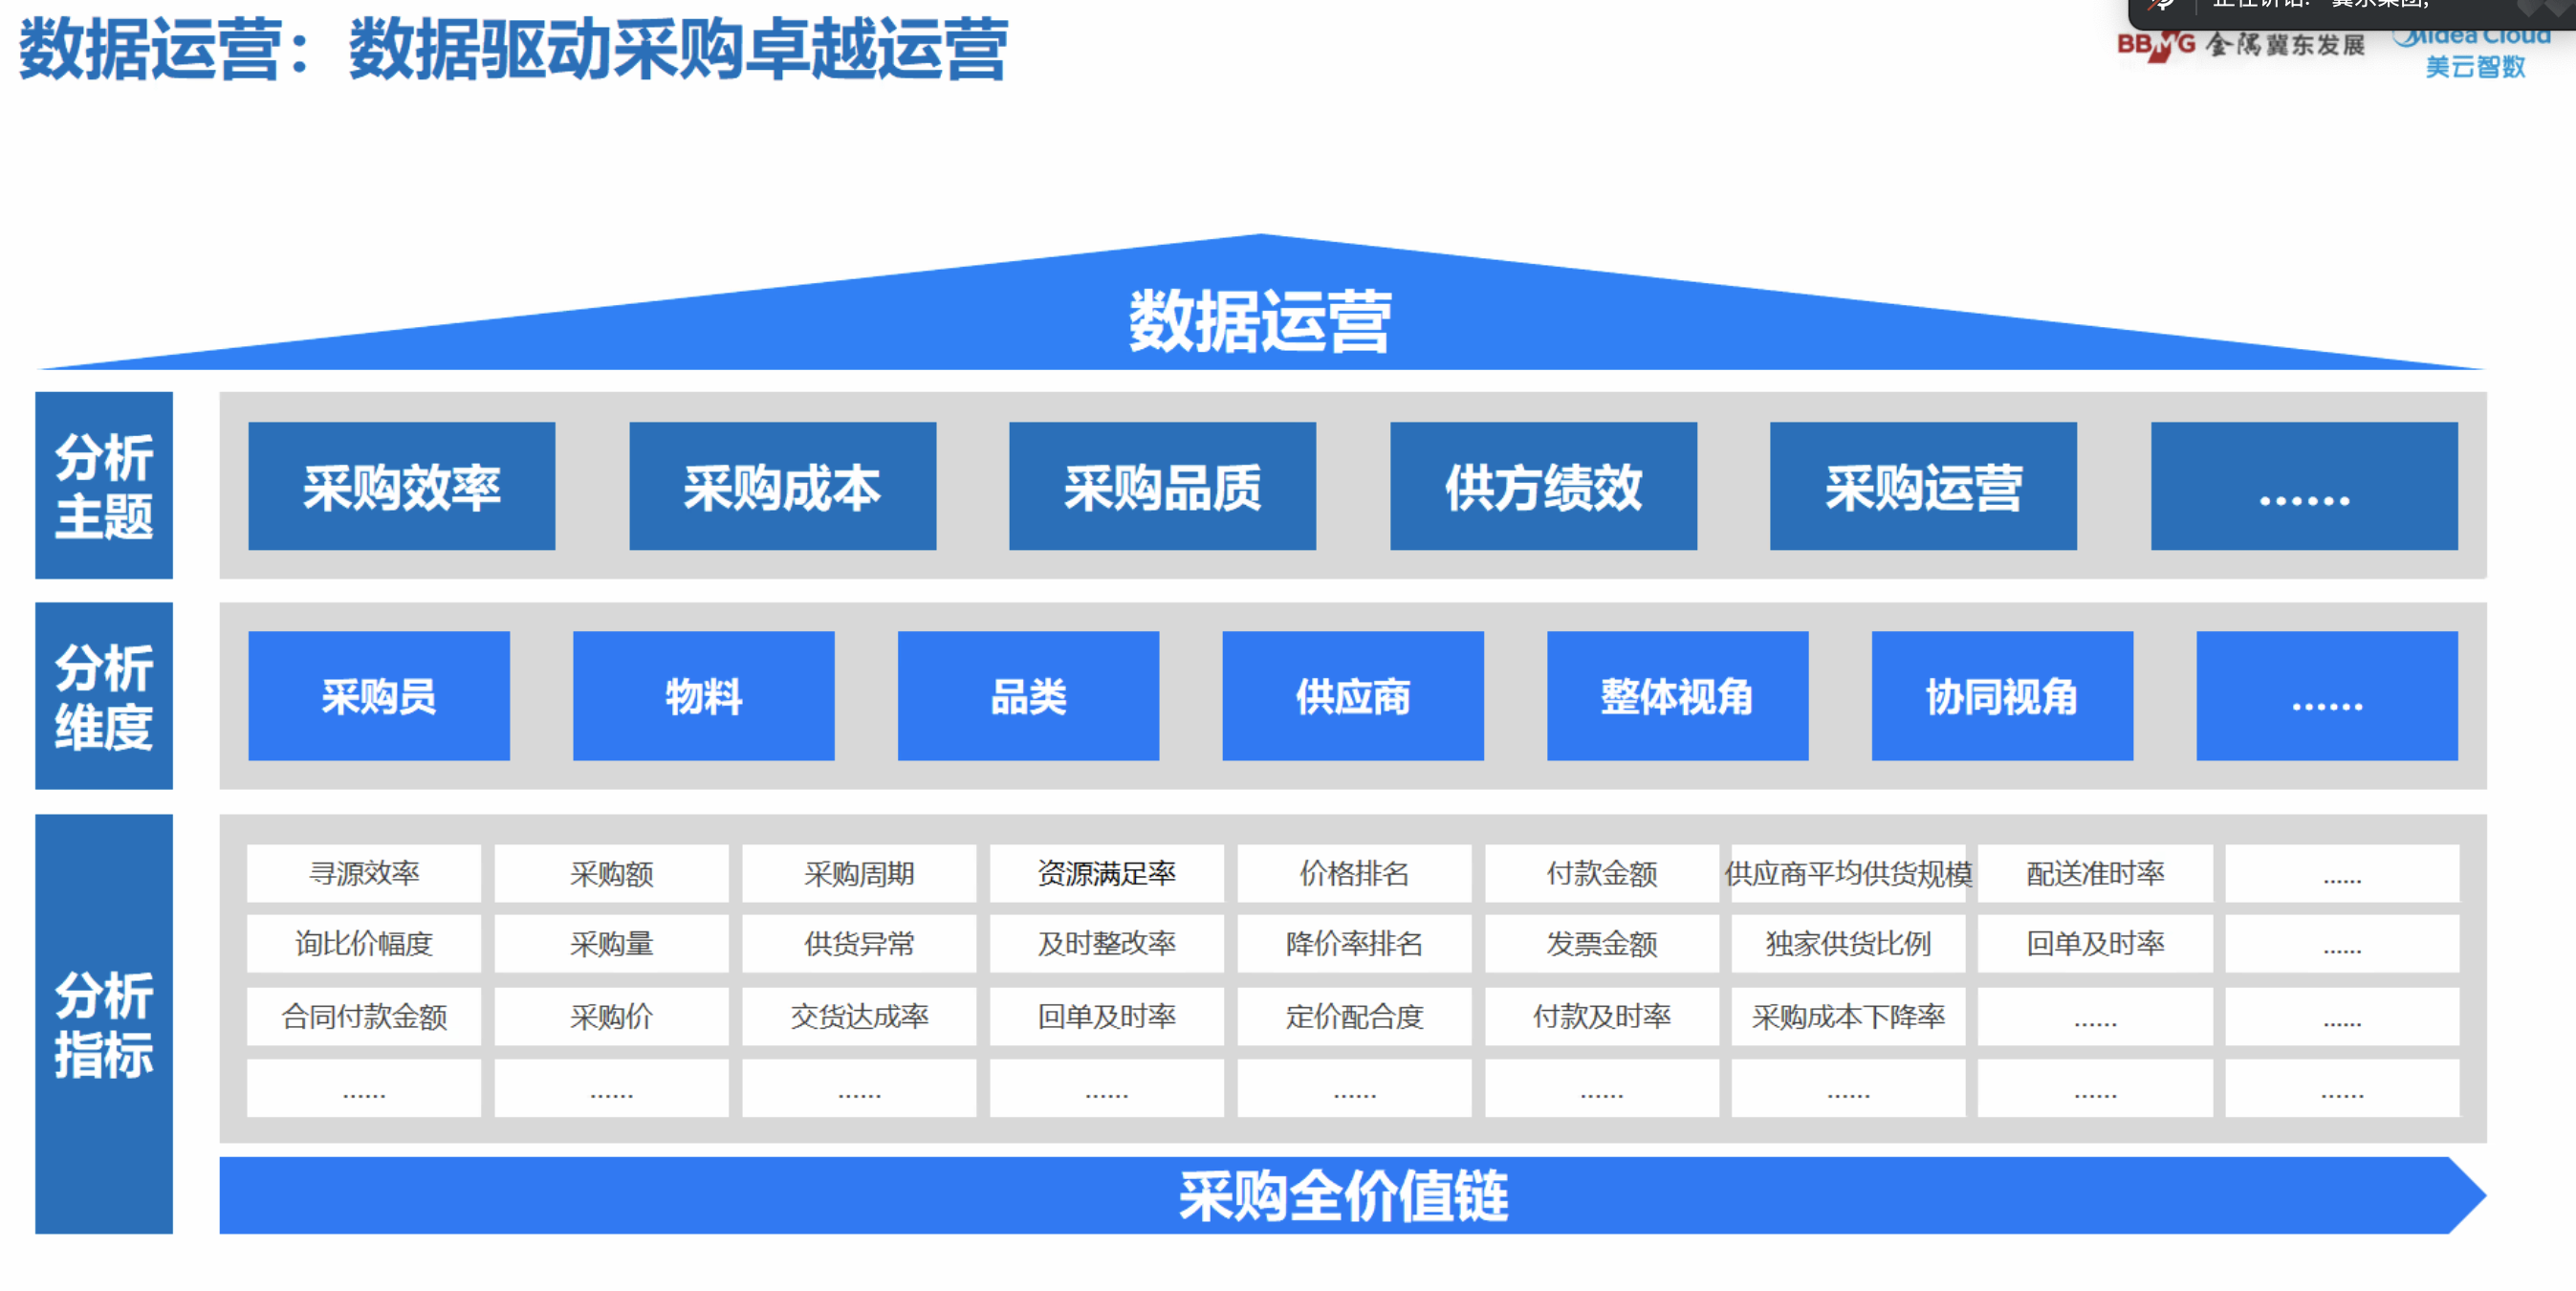 数据运营：数据驱动采购卓越运营
BBMG 金隅冀东发展
Midea Cloud
美云智数
数据运营
分析
主题
采购效率
采购成本
采购品质
供方绩效
采购运营
......
分析
维度
采购员
物料
品类
供应商
整体视角
协同视角
......
分析
指标
寻源效率
采购额
采购周期
资源满足率
价格排名
付款金额
供应商平均供货规模
配送准时率
......
询比价幅度
采购量
供货异常
及时整改率
降价率排名
发票金额
独家供货比例
回单及时率
......
合同付款金额
采购价
交货达成率
回单及时率
定价配合度
付款及时率
采购成本下降率
......
......
......
......
......
......
......
......
......
......
......
采购全价值链